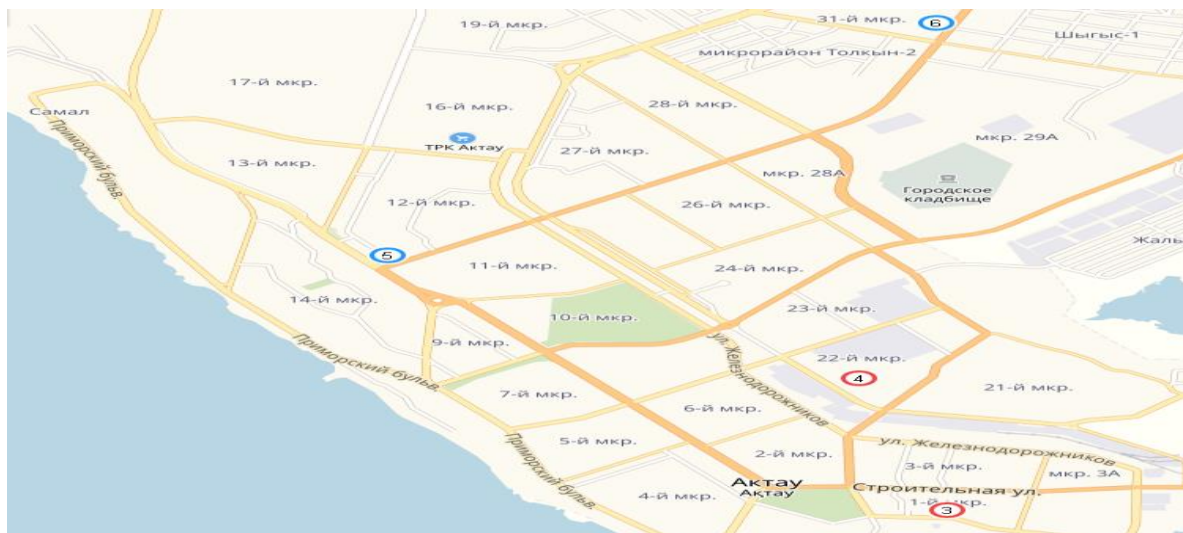 19-й мкр.
31-й мкр.
6
Шыгыс-1
микрорайон Толкын-2
17-й мкр.
16-й мкр.
28-й мкр.
Самал
ТРК Актау
27-й мкр.
мкр. 29А
13-й мкр.
мкр. 28А
Городское
кладбище
Приморский бульв.
12-й мкр.
26-й мкр.
Жаль
5
11-й мкр.
24-й мкр.
14-й мкр.
10-й мкр.
23-й мкр.
9-й мкр.
ул. Железнодорожников
22-й мкр.
Приморский бульв.
4
21-й мкр.
7-й мкр.
6-й мкр.
5-й мкр.
ул. Железнодорожников
2-й мкр.
3-й мкр.
мкр. 3А
Приморский бульв.
Актау
Ақтау
4-й мкр.
Строительная ул.
1-й мкр.
3